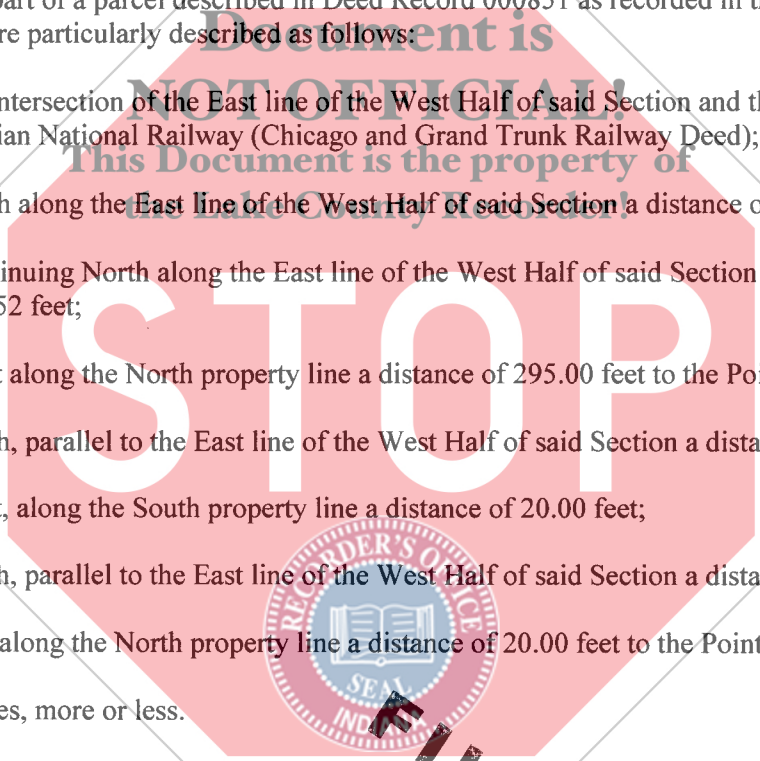 part of a parcel described in Deed Record 000851 as recorded in
re particularly described as follows:
Document is
NOT OFFICIAL!
This Document is the property of
the Lake County Recorder!
ntersection of the East line of the West Half of said Section and th
ian National Railway (Chicago and Grand Trunk Railway Deed);
h along the East line of the West Half of said Section a distance o
inuing North along the East line of the West Half of said Section
52 feet;
STOP
t along the North property line a distance of 295.00 feet to the Poi
h, parallel to the East line of the West Half of said Section a dista
t, along the South property line a distance of 20.00 feet;
h, parallel to the East line of the West Half of said Section a dista
along the North property line a distance of 20.00 feet to the Point
es, more or less.
RECORDER'S OFFICE
SEAL
INDIANA